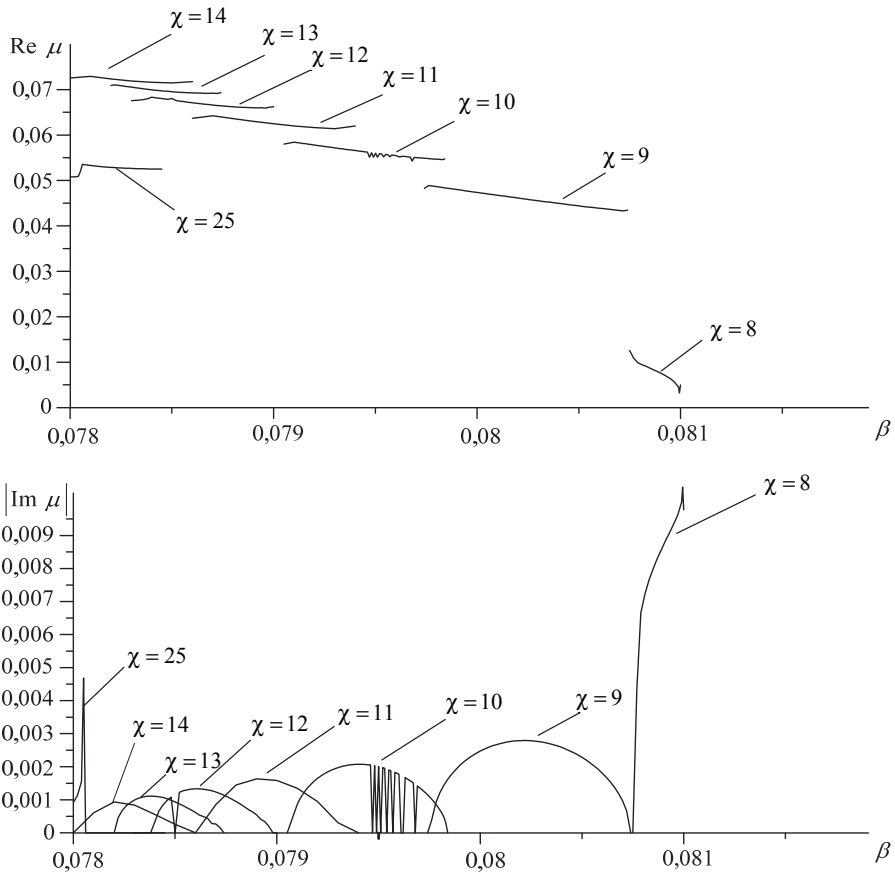 χ = 14
Re μ
χ = 13
χ = 12
χ = 11
0,07
χ = 10
0,06
χ = 9
0,05
χ = 25
0,04
0,03
0,02
χ = 8
0,01
0
0,078
0,079
0,08
0,081
β
|Im μ|
χ = 8
0,009
0,008
0,007
0,006
χ = 25
0,005
0,004
χ = 14
χ = 12
χ = 11
χ = 10
χ = 9
0,003
χ = 13
0,002
0,001
0
0,078
0,079
0,08
0,081
β